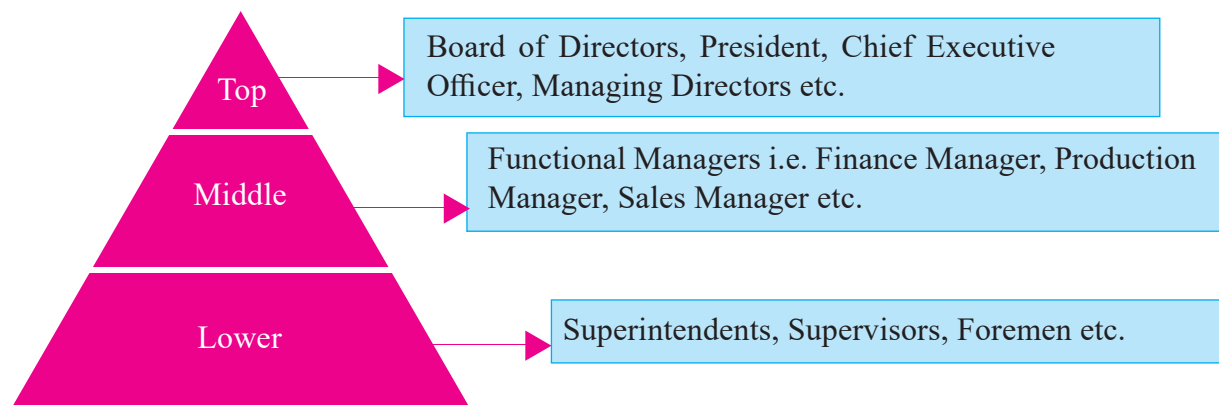 Top
Board of Directors, President, Chief Executive
Officer, Managing Directors etc.
Middle
Functional Managers i.e. Finance Manager, Production
Manager, Sales Manager etc.
Lower
Superintendents, Supervisors, Foremen etc.